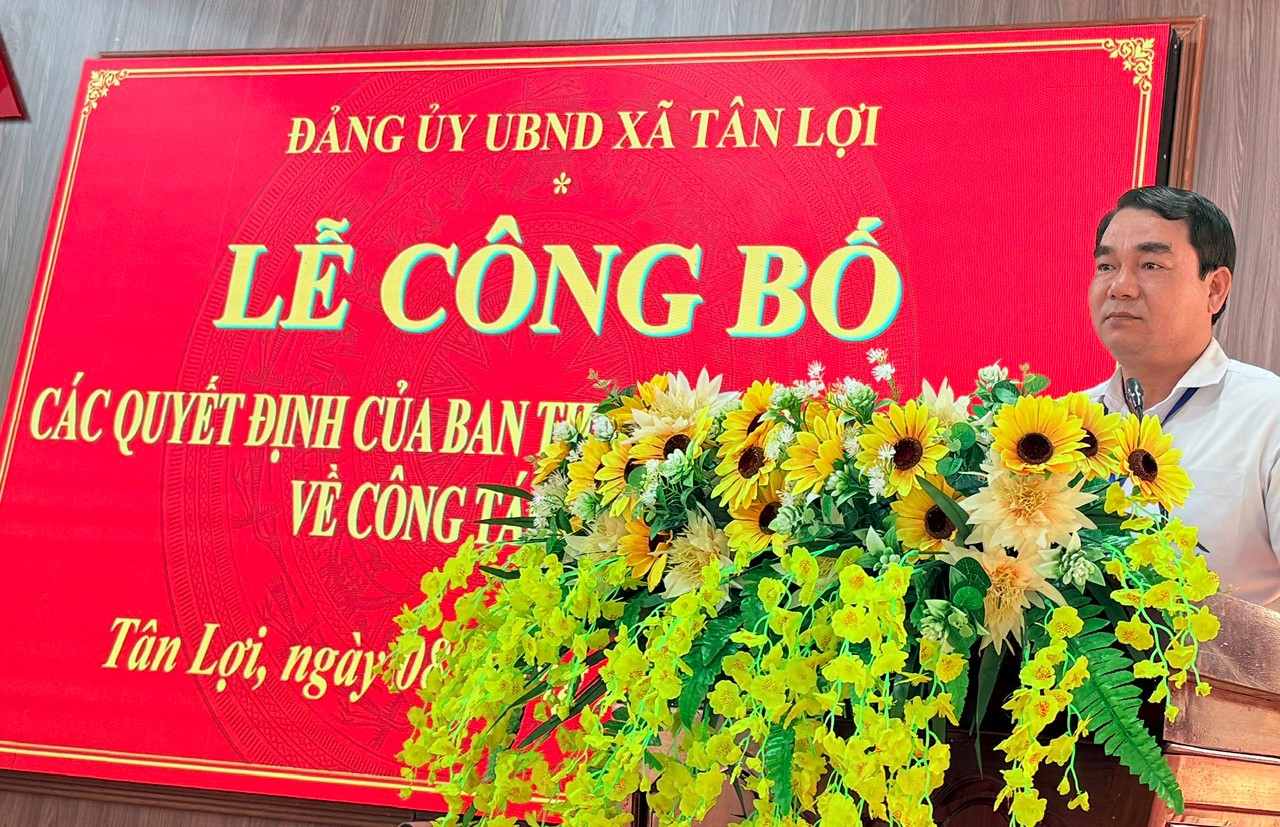 ĐẢNG ỦY UBND XÃ TÂN LỢI
*
LỄ CÔNG BỐ
CÁC QUYẾT ĐỊNH CỦA BAN
VỀ CÔNG
Tân Lợi, ngày 08